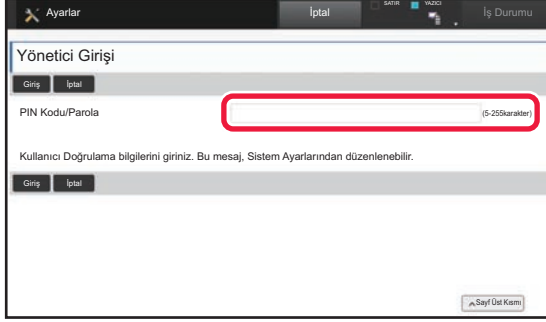 Ayarlar İptal SATIR YAZICI İş Durumu
Yönetici Girişi
Giriş İptal
PIN Kodu/Parola (5-255karakter)
Kullanıcı Doğrulama bilgilerini giriniz. Bu mesaj, Sistem Ayarlarından düzenlenebilir.
Giriş İptal
Sayf Üst Kısmı